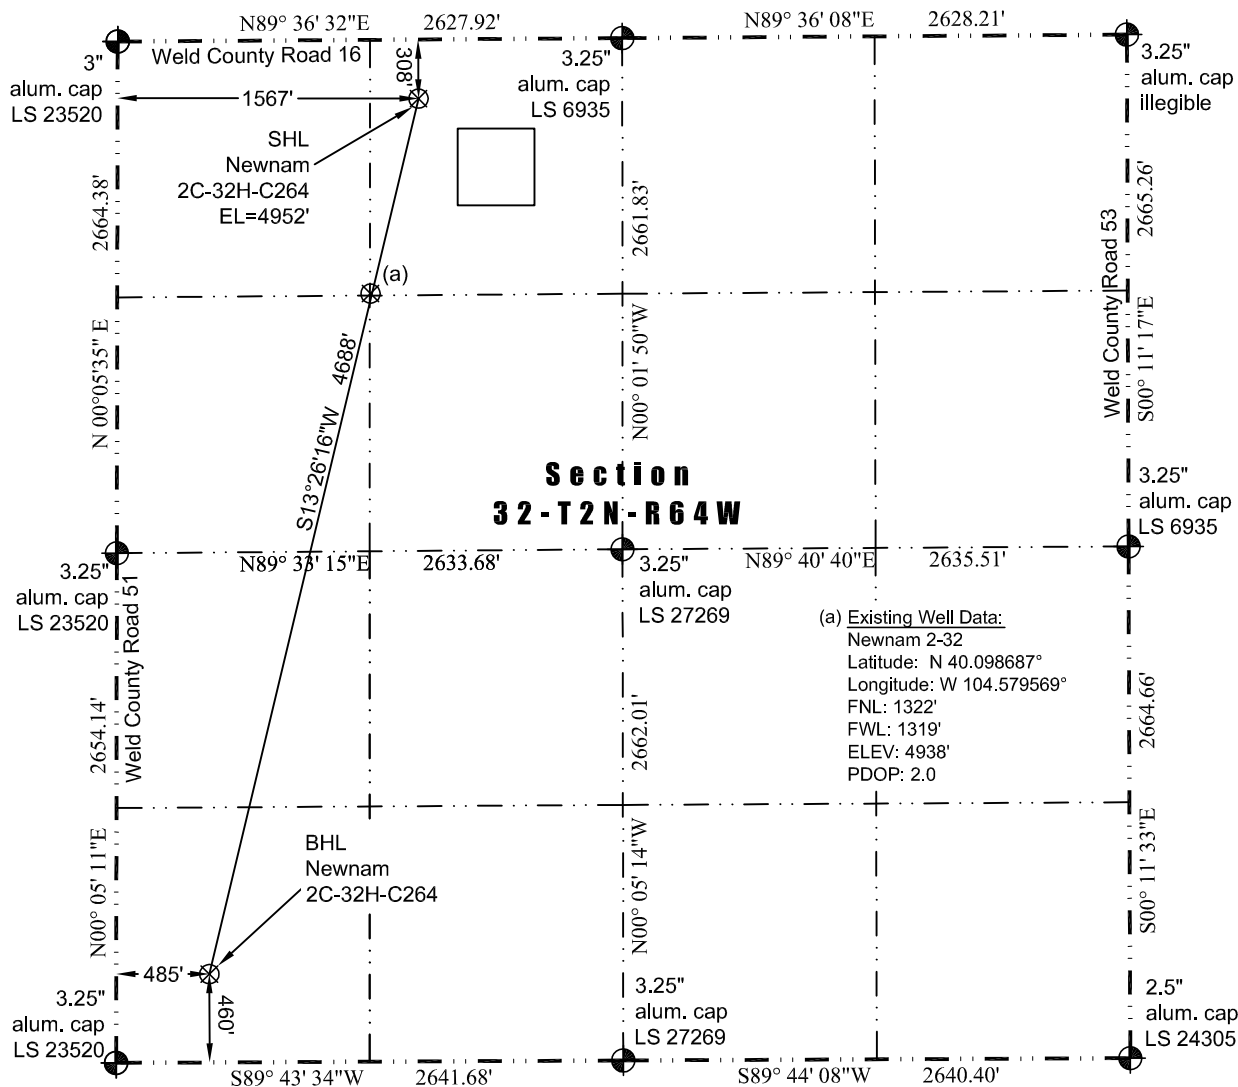 N89° 36' 32"E 2627.92' N89° 36' 08"E 2628.21'
Weld County Road 16
3"
alum. cap
LS 23520
308'
1567'
3.25"
alum. cap
LS 6935
3.25"
alum. cap
illegible
SHL
Newnam
2C-32H-C264
EL=4952'
2664.38'
2661.83'
2665.26'
Weld County Road 53
(a)
N 00°05'35" E
S13°26'16"W 4688'
N00° 01' 50"W
S00° 11' 17"E
Section
32-T2N-R64W
3.25"
alum. cap
LS 6935
N89° 33' 15"E 2633.68' N89° 40' 40"E 2635.51'
3.25"
alum. cap
LS 23520
Weld County Road 51
3.25"
alum. cap
LS 27269
(a) Existing Well Data:
Newnam 2-32
Latitude: N 40.098687°
Longitude: W 104.579569°
FNL: 1322'
FWL: 1319'
ELEV: 4938'
PDOP: 2.0
2654.14'
2662.01'
2664.66'
BHL
Newnam
2C-32H-C264
N00° 05' 11"E
N00° 05' 14"W
S00° 11' 33"E
485'
460'
3.25"
alum. cap
LS 23520
3.25"
alum. cap
LS 27269
2.5"
alum. cap
LS 24305
S89° 43' 34"W 2641.68' S89° 44' 08"W 2640.40'